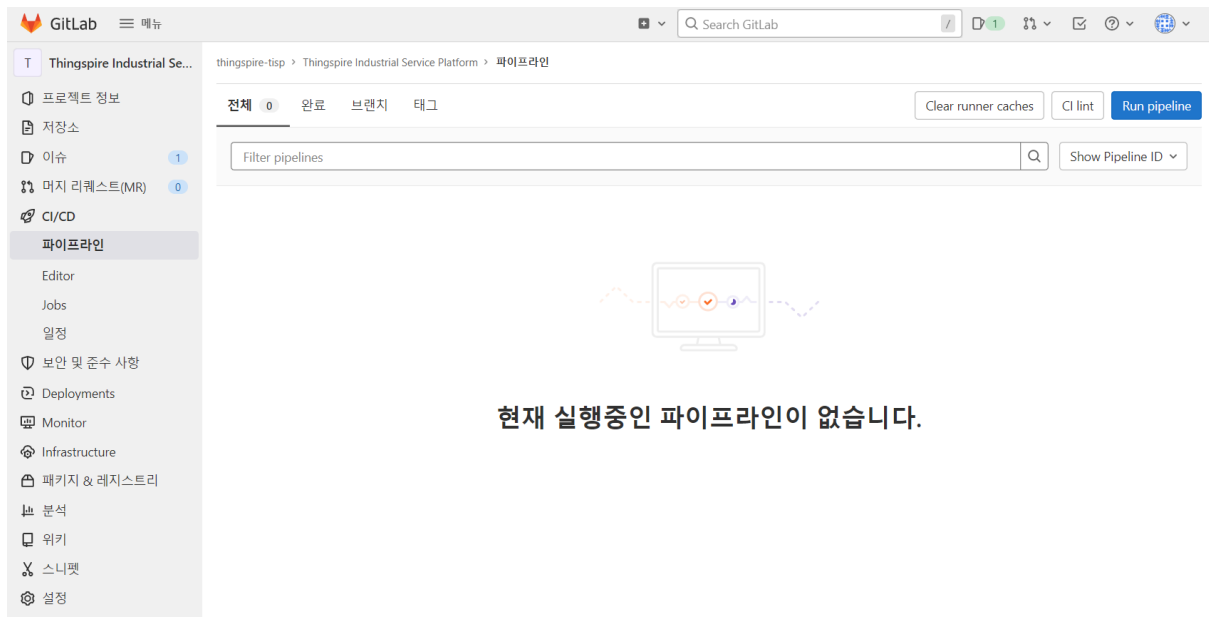 GitLab 메뉴 Search GitLab / 1
T Thingspire Industrial Se...
thingspire-tisp > Thingspire Industrial Service Platform > 파이프라인
프로젝트 정보
저장소
이슈 1
머지 리퀘스트(MR) 0
CI/CD
파이프라인
Editor
Jobs
일정
보안 및 준수 사항
Deployments
Monitor
Infrastructure
패키지 & 레지스트리
분석
위키
스니펫
설정
전체 0 완료 브랜치 태그 Clear runner caches CI lint Run pipeline
Filter pipelines Show Pipeline ID
현재 실행중인 파이프라인이 없습니다.